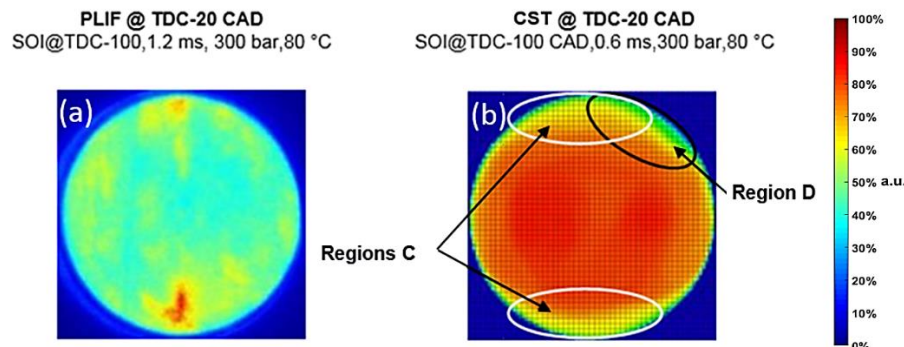 PLIF @ TDC-20 CAD
SOI@TDC-100,1.2 ms, 300 bar,80 °C
CST @ TDC-20 CAD
SOI@TDC-100 CAD,0.6 ms,300 bar,80 °C
(a)
(b)
Regions C
Region D
100%
90%
80%
70%
60%
50%
a.u.
40%
30%
20%
10%
0%